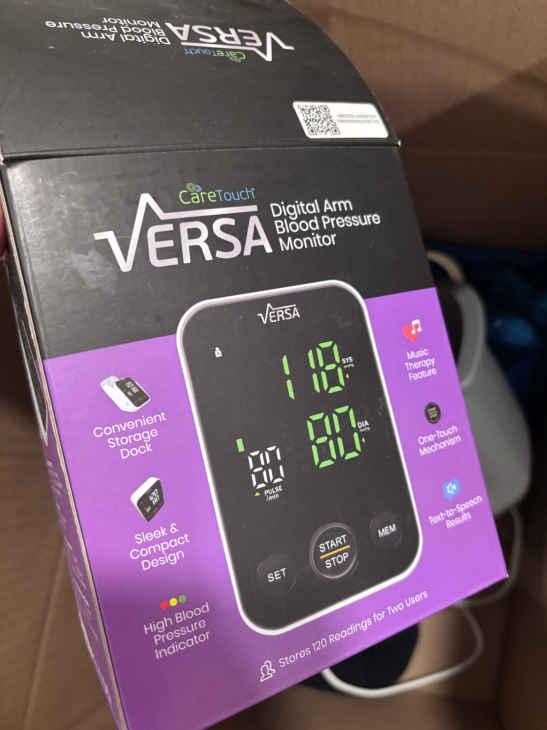 Digital Arm
Blood Pressure
Monitor
CareTouch
VERSA
CareTouch
VERSA
Digital Arm
Blood Pressure
Monitor
VERSA
118
SYS
80
DIA
80
PULSE
/min
SET
START
STOP
MEM
Convenient
Storage
Dock
Sleek &
Compact
Design
High Blood
Pressure
Indicator
Music
Therapy
Feature
One-Touch
Mechanism
Text-to-Speech
Results
Stores 120 Readings for Two Users